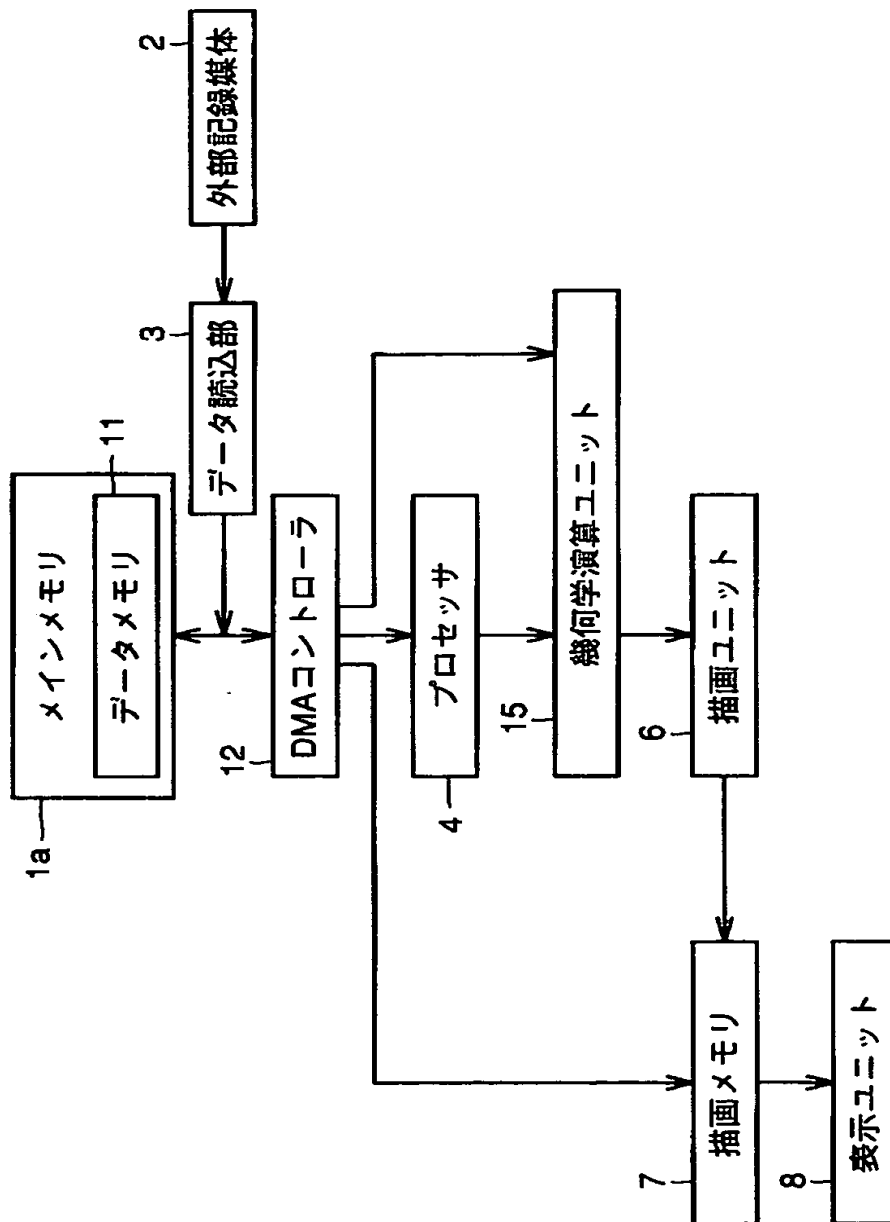 1a
メインメモリ
11
データメモリ
2
外部記録媒体
3
データ読込部
12
DMAコントローラ
4
プロセッサ
15
幾何学演算ユニット
6
描画ユニット
7
描画メモリ
8
表示ユニット